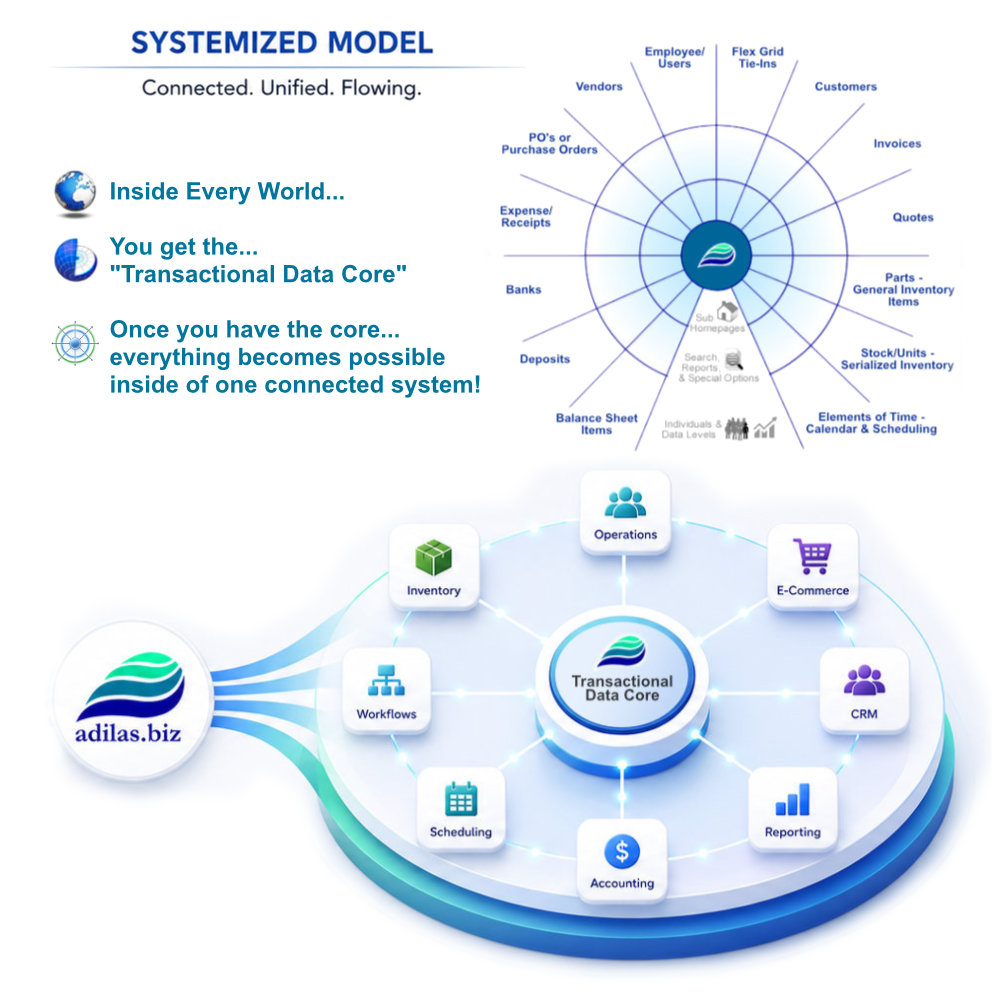 SYSTEMIZED MODEL
Connected. Unified. Flowing.
Inside Every World...
You get the...
"Transactional Data Core"
Once you have the core...
everything becomes possible
inside of one connected system!
Employee/
Users
Flex Grid
Tie-Ins
Vendors
Customers
PO's or
Purchase Orders
Invoices
Expense/
Receipts
Quotes
Banks
Parts -
General Inventory
Items
Deposits
Stock/Units -
Serialized Inventory
Balance Sheet
Items
Elements of Time -
Calendar & Scheduling
Sub
Homepages
Search,
Reports,
& Special Options
Individuals &
Data Levels
adilas.biz
Operations
Inventory
E-Commerce
Workflows
Transactional
Data Core
CRM
Scheduling
Reporting
Accounting
$